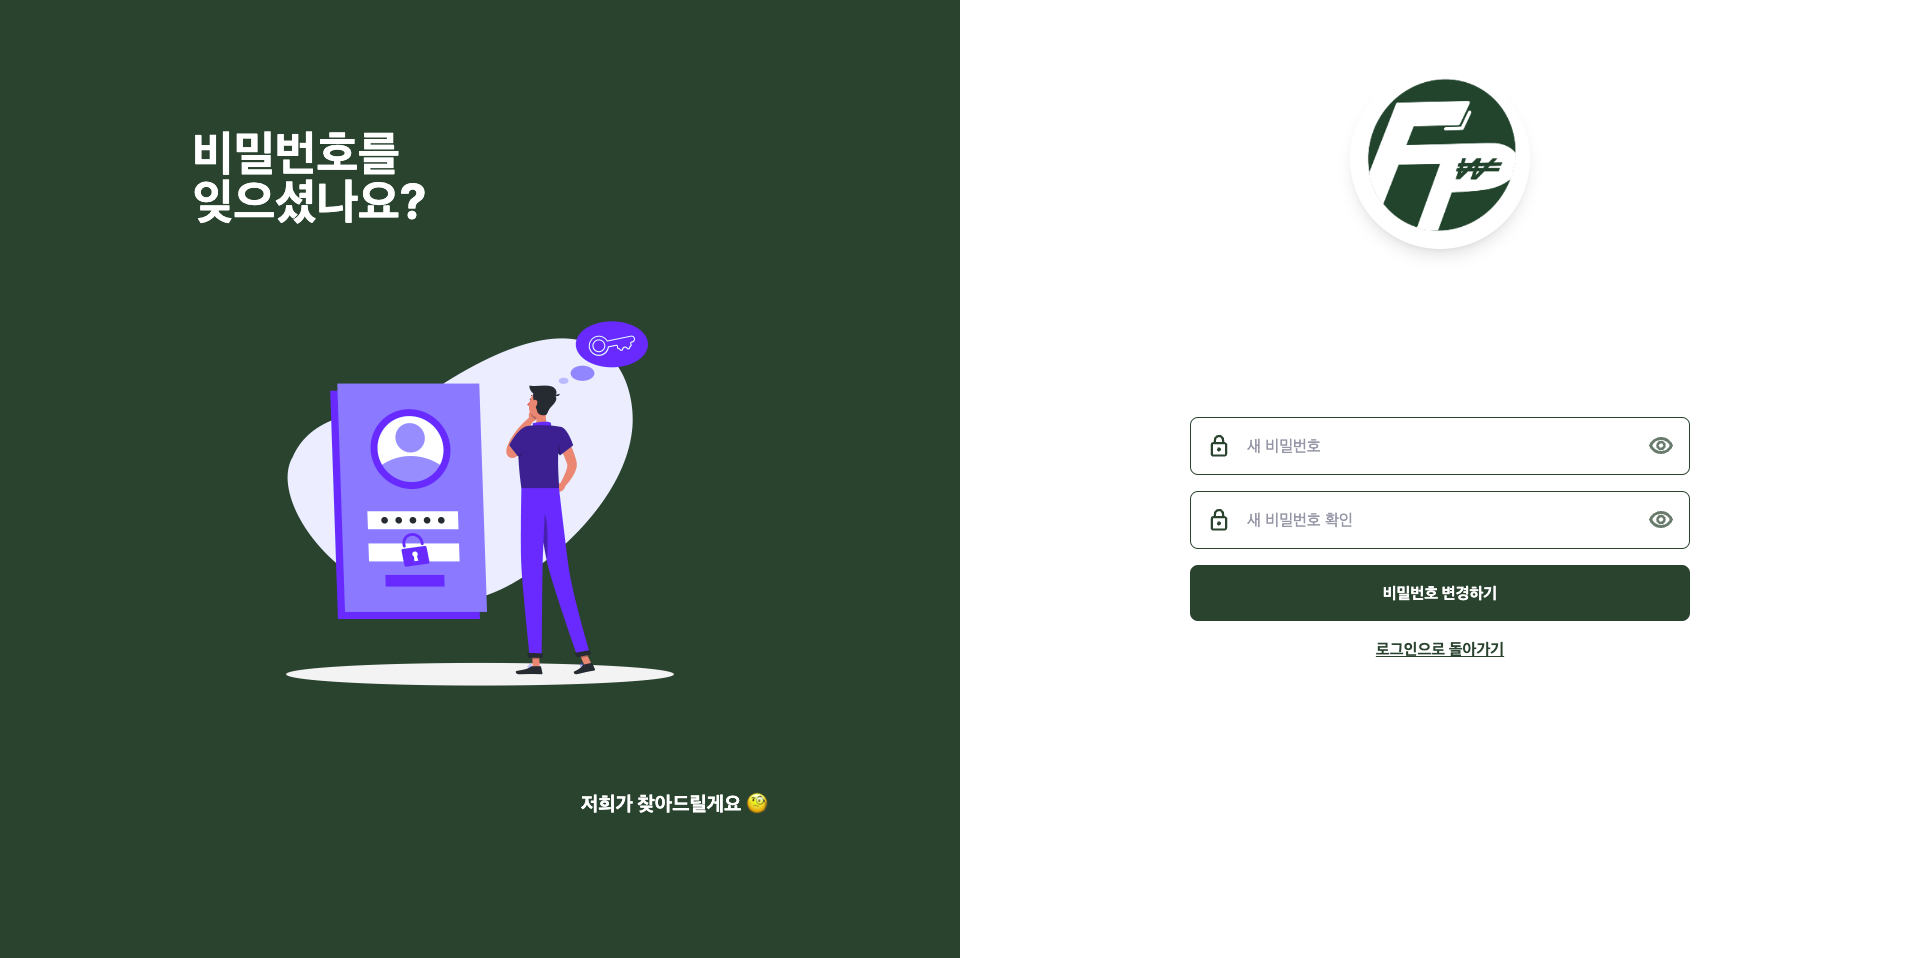 비밀번호를
잊으셨나요?
저희가 찾아드릴게요 🧐
FP
₩
새 비밀번호
새 비밀번호 확인
비밀번호 변경하기
로그인으로 돌아가기